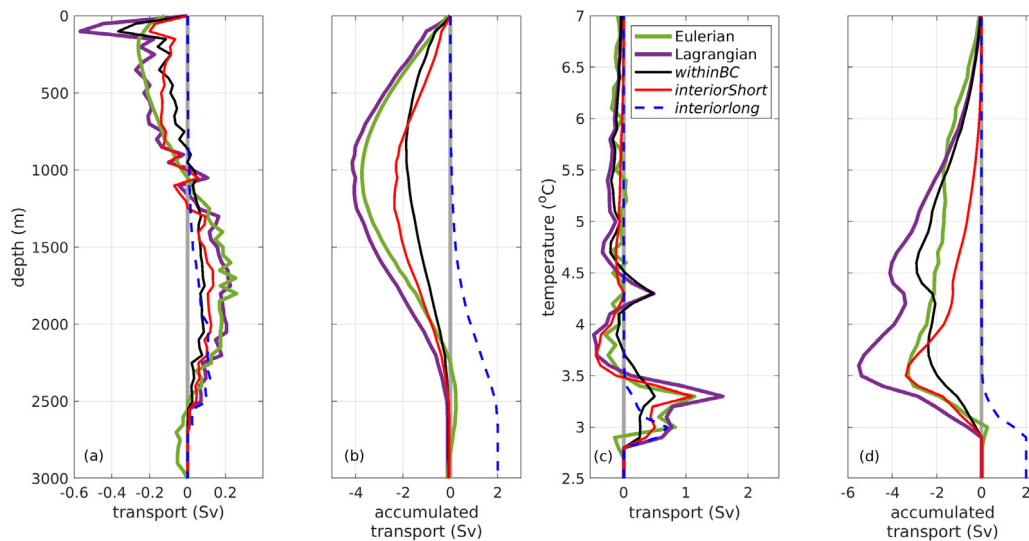 0
500
1000
1500
2000
2500
3000
depth (m)
-0.6 -0.4 -0.2 0 0.2
transport (Sv)
(a)
-4 -2 0 2
accumulated
transport (Sv)
(b)
7
6.5
6
5.5
5
4.5
4
3.5
3
2.5
temperature (°C)
Eulerian
Lagrangian
withinBC
interiorShort
interiorlong
0 1 2
transport (Sv)
(c)
-6 -4 -2 0 2
accumulated
transport (Sv)
(d)